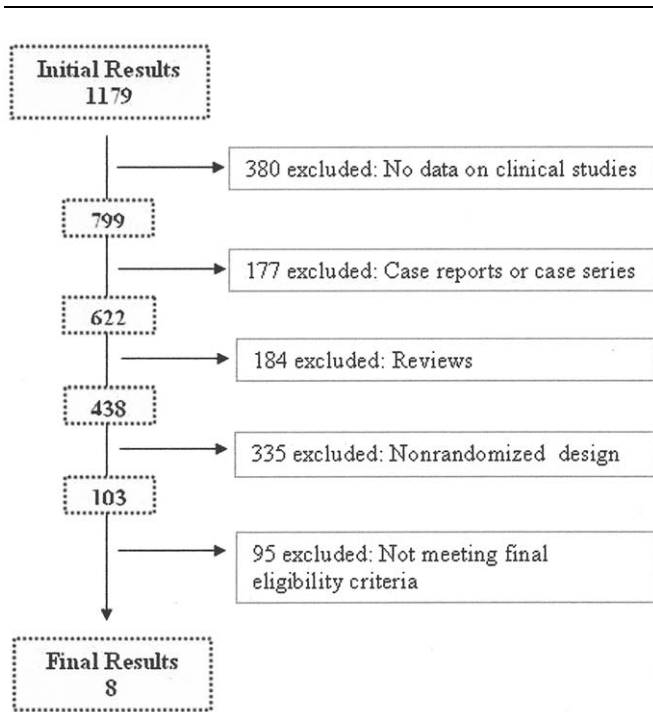 Initial Results
1179
380 excluded: No data on clinical studies
799
177 excluded: Case reports or case series
622
184 excluded: Reviews
438
335 excluded: Nonrandomized design
103
95 excluded: Not meeting final
eligibility criteria
Final Results
8